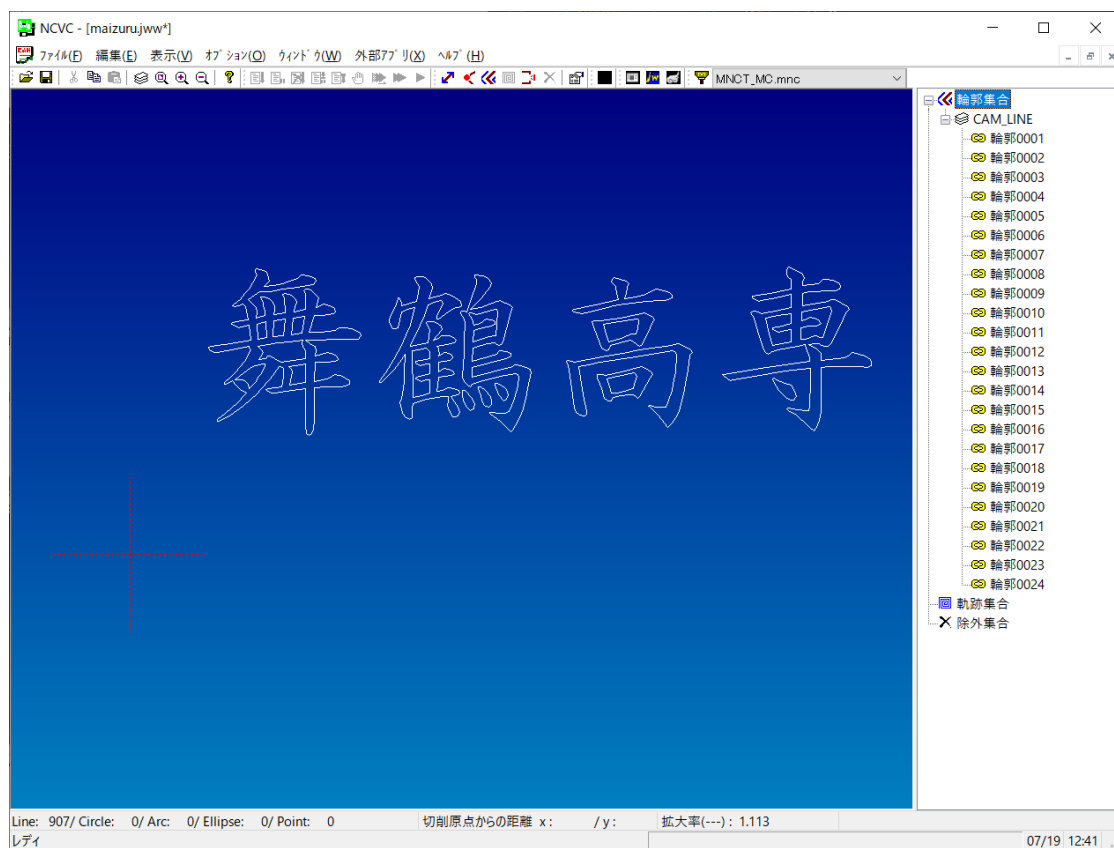 NCVC - [maizuru.jww*]
ファイル(F) 編集(E) 表示(V) オプション(O) ウィンドウ(W) 外部アプリ(X) ヘルプ(H)
MNCT_MC.mnc
輪郭集合
CAM_LINE
輪郭0001
輪郭0002
輪郭0003
輪郭0004
輪郭0005
輪郭0006
輪郭0007
輪郭0008
輪郭0009
輪郭0010
輪郭0011
輪郭0012
輪郭0013
輪郭0014
輪郭0015
輪郭0016
輪郭0017
輪郭0018
輪郭0019
輪郭0020
輪郭0021
輪郭0022
輪郭0023
輪郭0024
軌跡集合
除外集合
舞鶴高専
Line: 907/ Circle: 0/ Arc: 0/ Ellipse: 0/ Point: 0 切削原点からの距離 x : / y : 拡大率(---) : 1.113
レディ 07/19 12:41